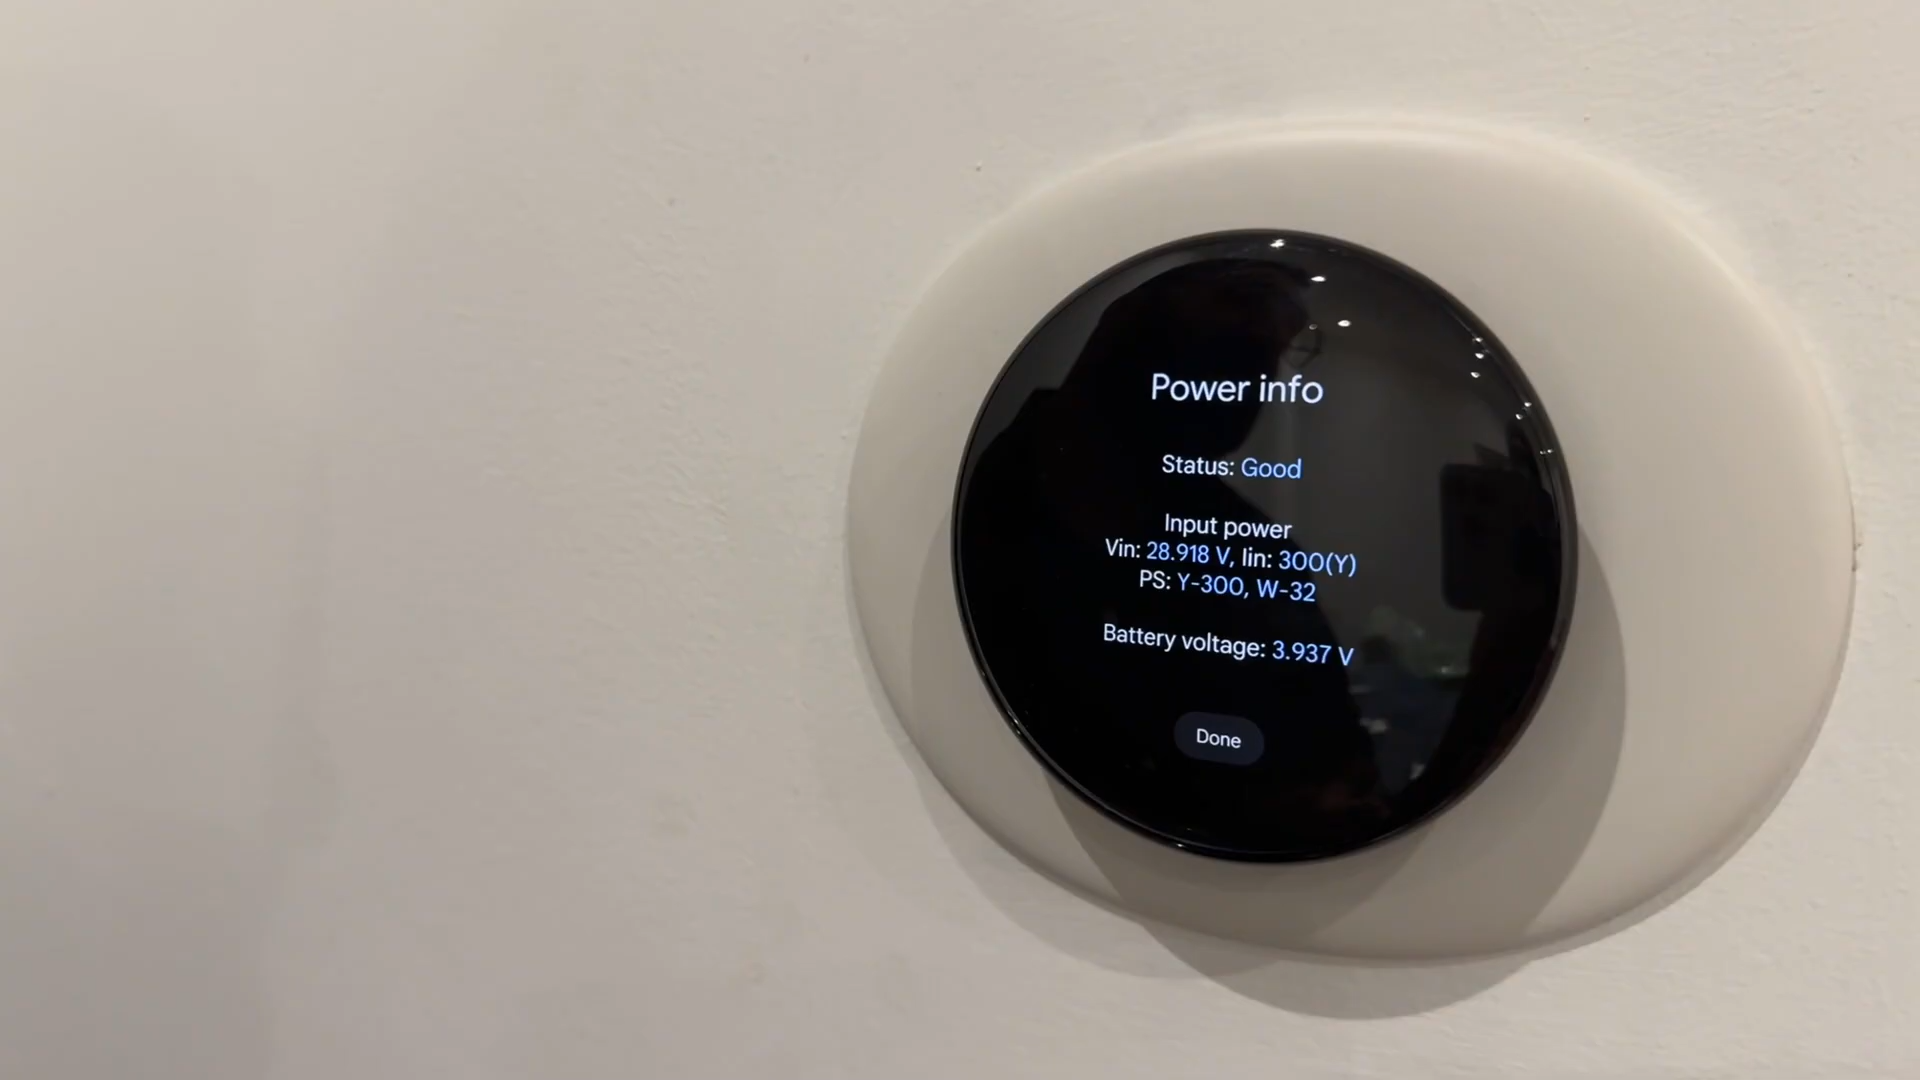 Power info
Status: Good
Input power
Vin: 28.918 V, Iin: 300(Y)
PS: Y-300, W-32
Battery voltage: 3.937 V
Done